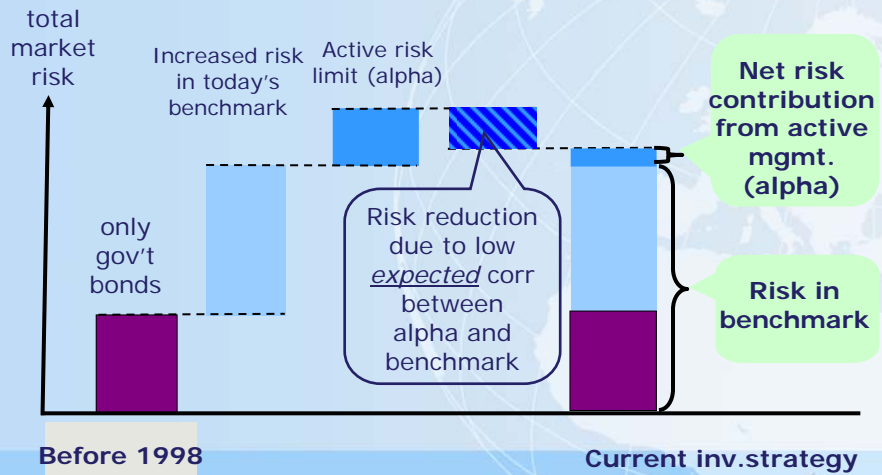 total
market
risk
Increased risk
in today's
benchmark
Active risk
limit (alpha)
Net risk
contribution
from active
mgmt.
(alpha)
only
gov't
bonds
Risk reduction
due to low
expected corr
between
alpha and
benchmark
Risk in
benchmark
Before 1998
Current inv.strategy